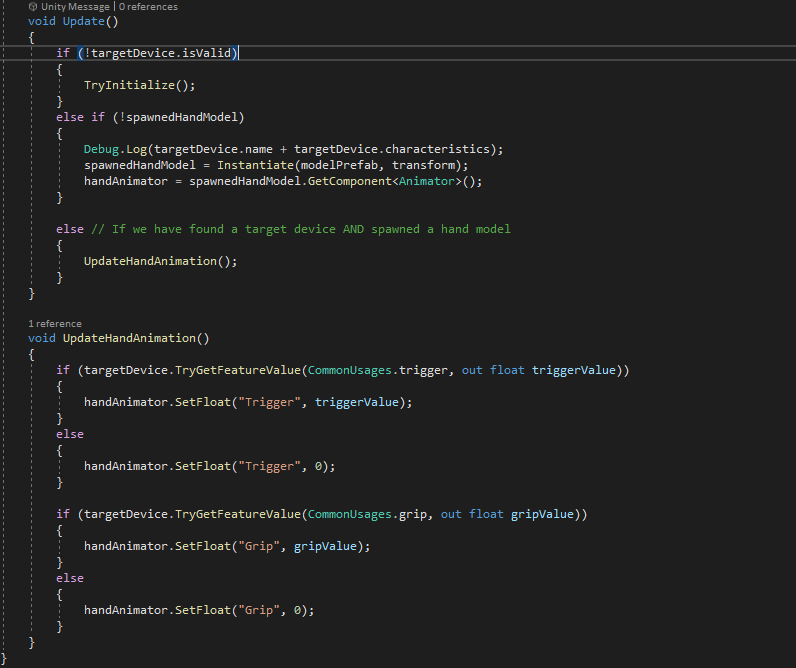 Unity Message | 0 references
void Update()
{
if (!targetDevice.isValid)
{
TryInitialize();
}
else if (!spawnedHandModel)
{
Debug.Log(targetDevice.name + targetDevice.characteristics);
spawnedHandModel = Instantiate(modelPrefab, transform);
handAnimator = spawnedHandModel.GetComponent<Animator>();
}
else // If we have found a target device AND spawned a hand model
{
UpdateHandAnimation();
}
}
1 reference
void UpdateHandAnimation()
{
if (targetDevice.TryGetFeatureValue(CommonUsages.trigger, out float triggerValue))
{
handAnimator.SetFloat("Trigger", triggerValue);
}
else
{
handAnimator.SetFloat("Trigger", 0);
}
if (targetDevice.TryGetFeatureValue(CommonUsages.grip, out float gripValue))
{
handAnimator.SetFloat("Grip", gripValue);
}
else
{
handAnimator.SetFloat("Grip", 0);
}
}
}